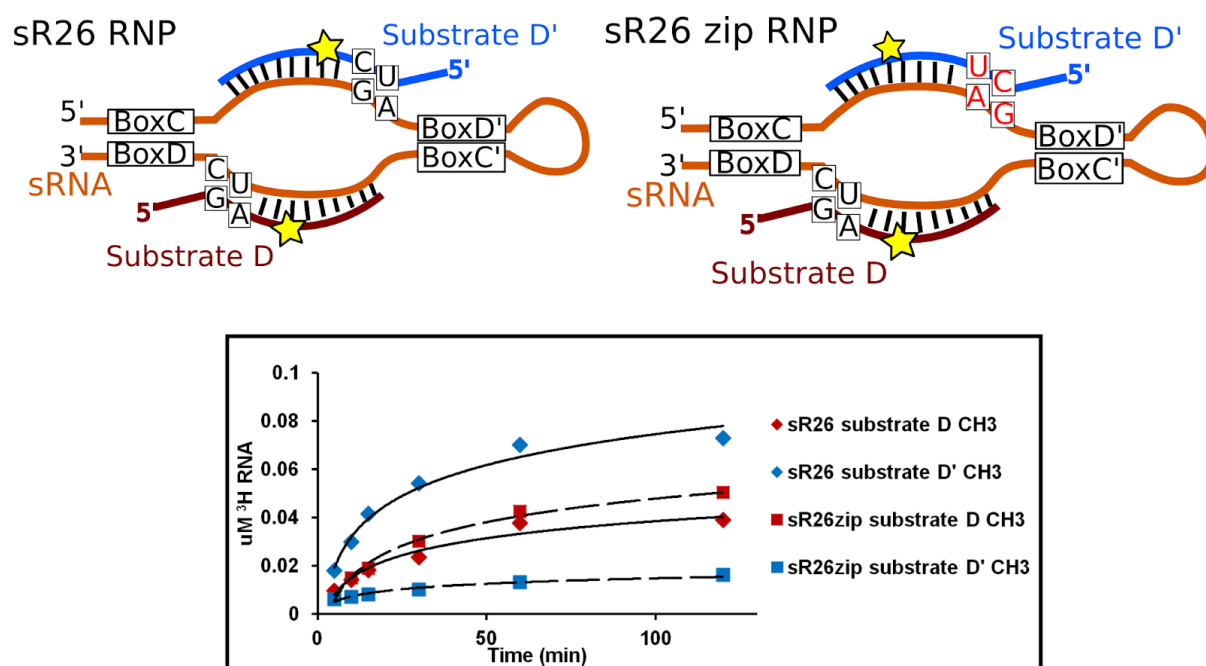 sR26 RNP
Substrate D'
5'
C
U
G
A
5'
BoxC
BoxD'
3'
BoxD
BoxC'
sRNA
C
U
G
A
5
Substrate D
sR26 zip RNP
Substrate D'
5'
U
C
A
G
5'
BoxC
BoxD'
3'
BoxD
BoxC'
sRNA
C
U
G
A
5
Substrate D
0.1
0.08
0.06
0.04
0.02
0
uM ³H RNA
0
50
100
Time (min)
sR26 substrate D CH3
sR26 substrate D' CH3
sR26zip substrate D CH3
sR26zip substrate D' CH3